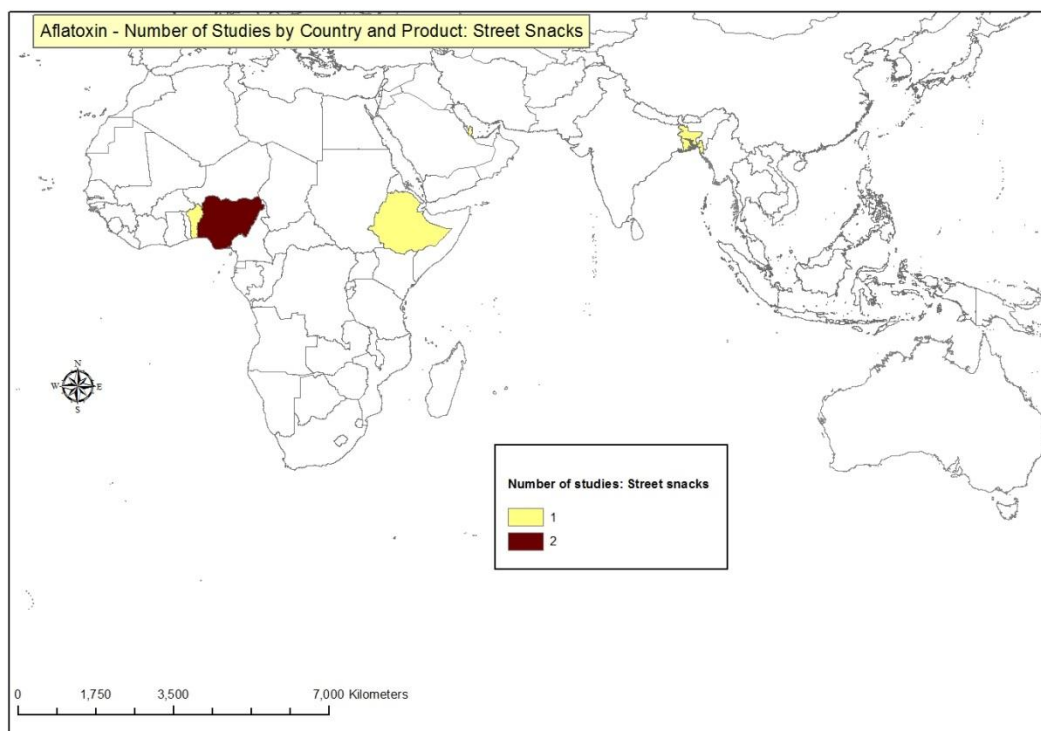 Aflatoxin - Number of Studies by Country and Product: Street Snacks
N
W E
S
Number of studies: Street snacks
1
2
0 1,750 3,500 7,000 Kilometers